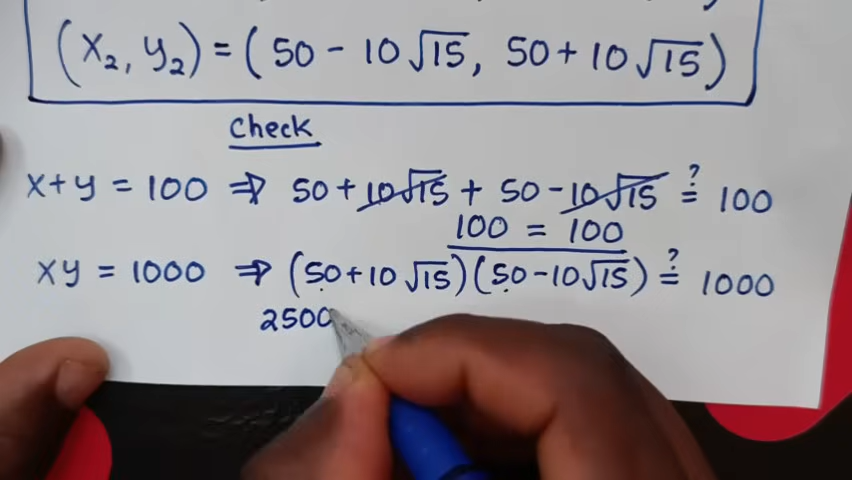 (x₂, y₂) = (50 - 10√15, 50 + 10√15)
Check
x+y = 100 ⇒ 50 + 10√15 + 50 - 10√15 ≟ 100
100 = 100
xy = 1000 ⇒ (50 + 10√15)(50 - 10√15) ≟ 1000
2500